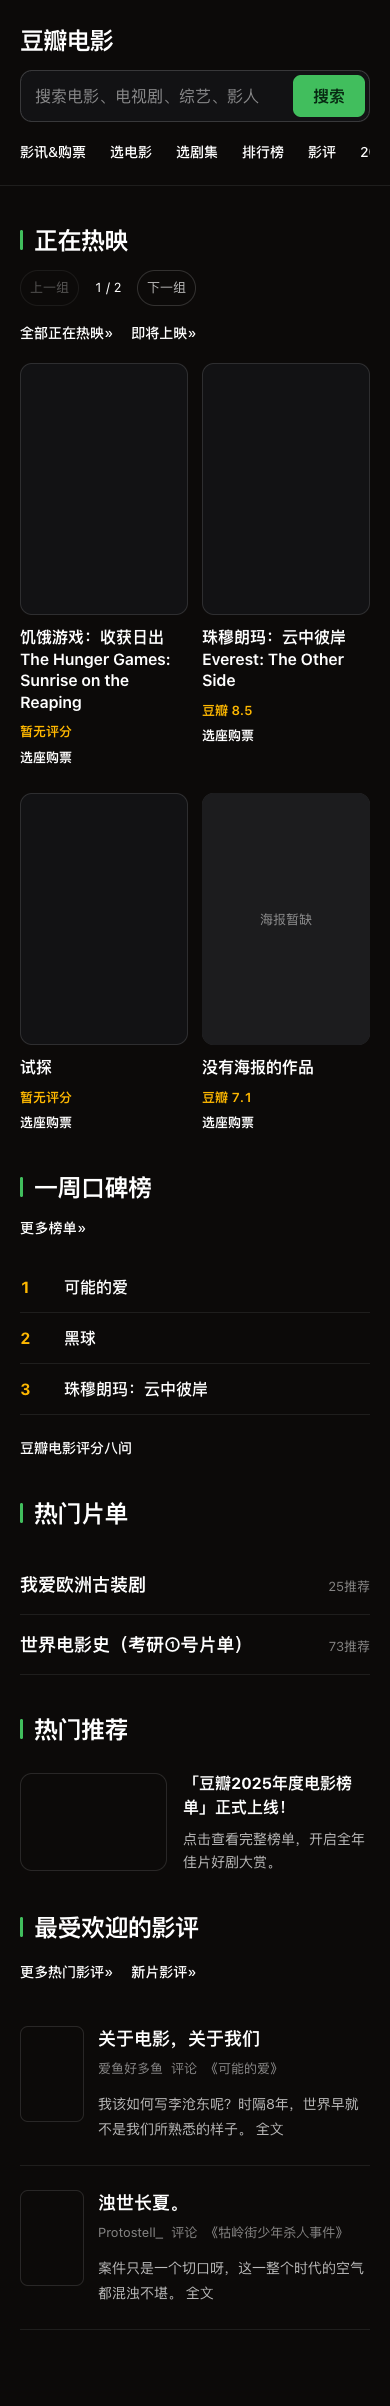 豆瓣电影
搜索电影、电视剧、综艺、影人
搜索
影讯&购票 选电影 选剧集 排行榜 影评
正在热映
上一组 1 / 2 下一组
全部正在热映» 即将上映»
饥饿游戏：收获日出
The Hunger Games:
Sunrise on the
Reaping
暂无评分
选座购票
珠穆朗玛：云中彼岸
Everest: The Other
Side
豆瓣 8.5
选座购票
试探
暂无评分
选座购票
海报暂缺
没有海报的作品
豆瓣 7.1
选座购票
一周口碑榜
更多榜单»
1 可能的爱
2 黑球
3 珠穆朗玛：云中彼岸
豆瓣电影评分八问
热门片单
我爱欧洲古装剧 25推荐
世界电影史（考研①号片单） 73推荐
热门推荐
「豆瓣2025年度电影榜
单」正式上线！
点击查看完整榜单，开启全年
佳片好剧大赏。
最受欢迎的影评
更多热门影评» 新片影评»
关于电影，关于我们
爱鱼好多鱼 评论 《可能的爱》
我该如何写李沧东呢？时隔8年，世界早就
不是我们所熟悉的样子。 全文
浊世长夏。
Protostell_ 评论 《牯岭街少年杀人事件》
案件只是一个切口呀，这一整个时代的空气
都混浊不堪。 全文